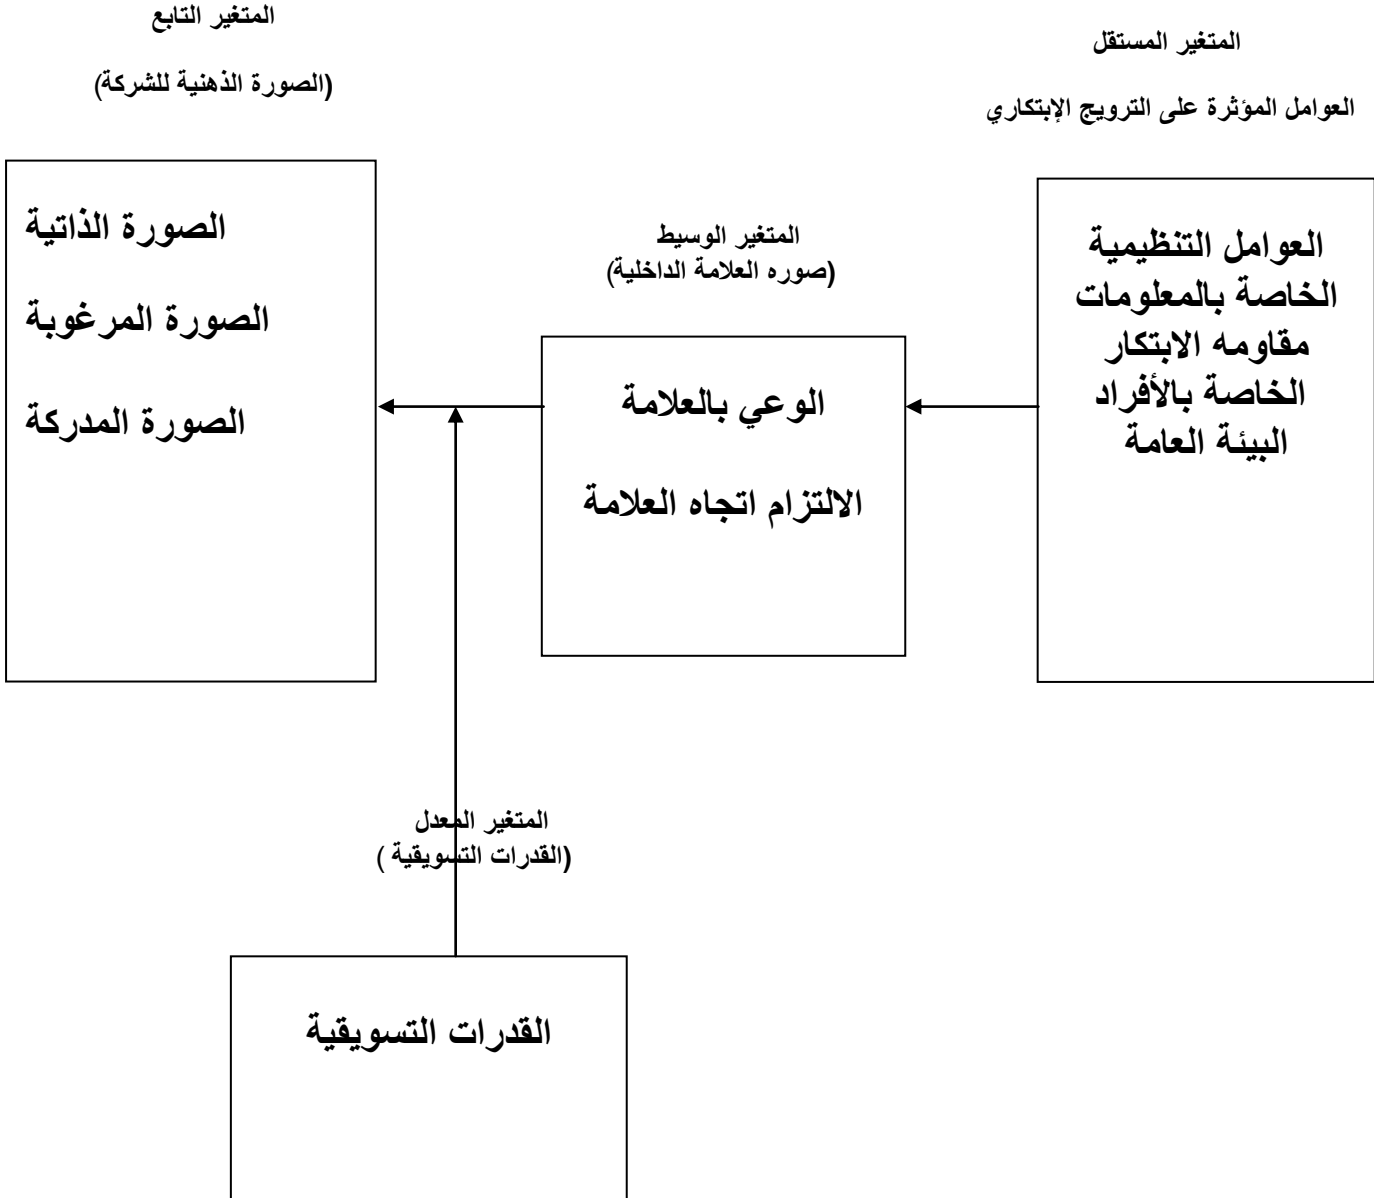 المتغير المستقل
العوامل المؤثرة على الترويج الإبتكاري
العوامل التنظيمية
الخاصة بالمعلومات
مقاومه الابتكار
الخاصة بالأفراد
البيئة العامة
المتغير الوسيط
(صوره العلامة الداخلية)
الوعي بالعلامة
الالتزام اتجاه العلامة
المتغير التابع
(الصورة الذهنية للشركة)
الصورة الذاتية
الصورة المرغوبة
الصورة المدركة
المتغير المعدل
(القدرات التسويقية )
القدرات التسويقية